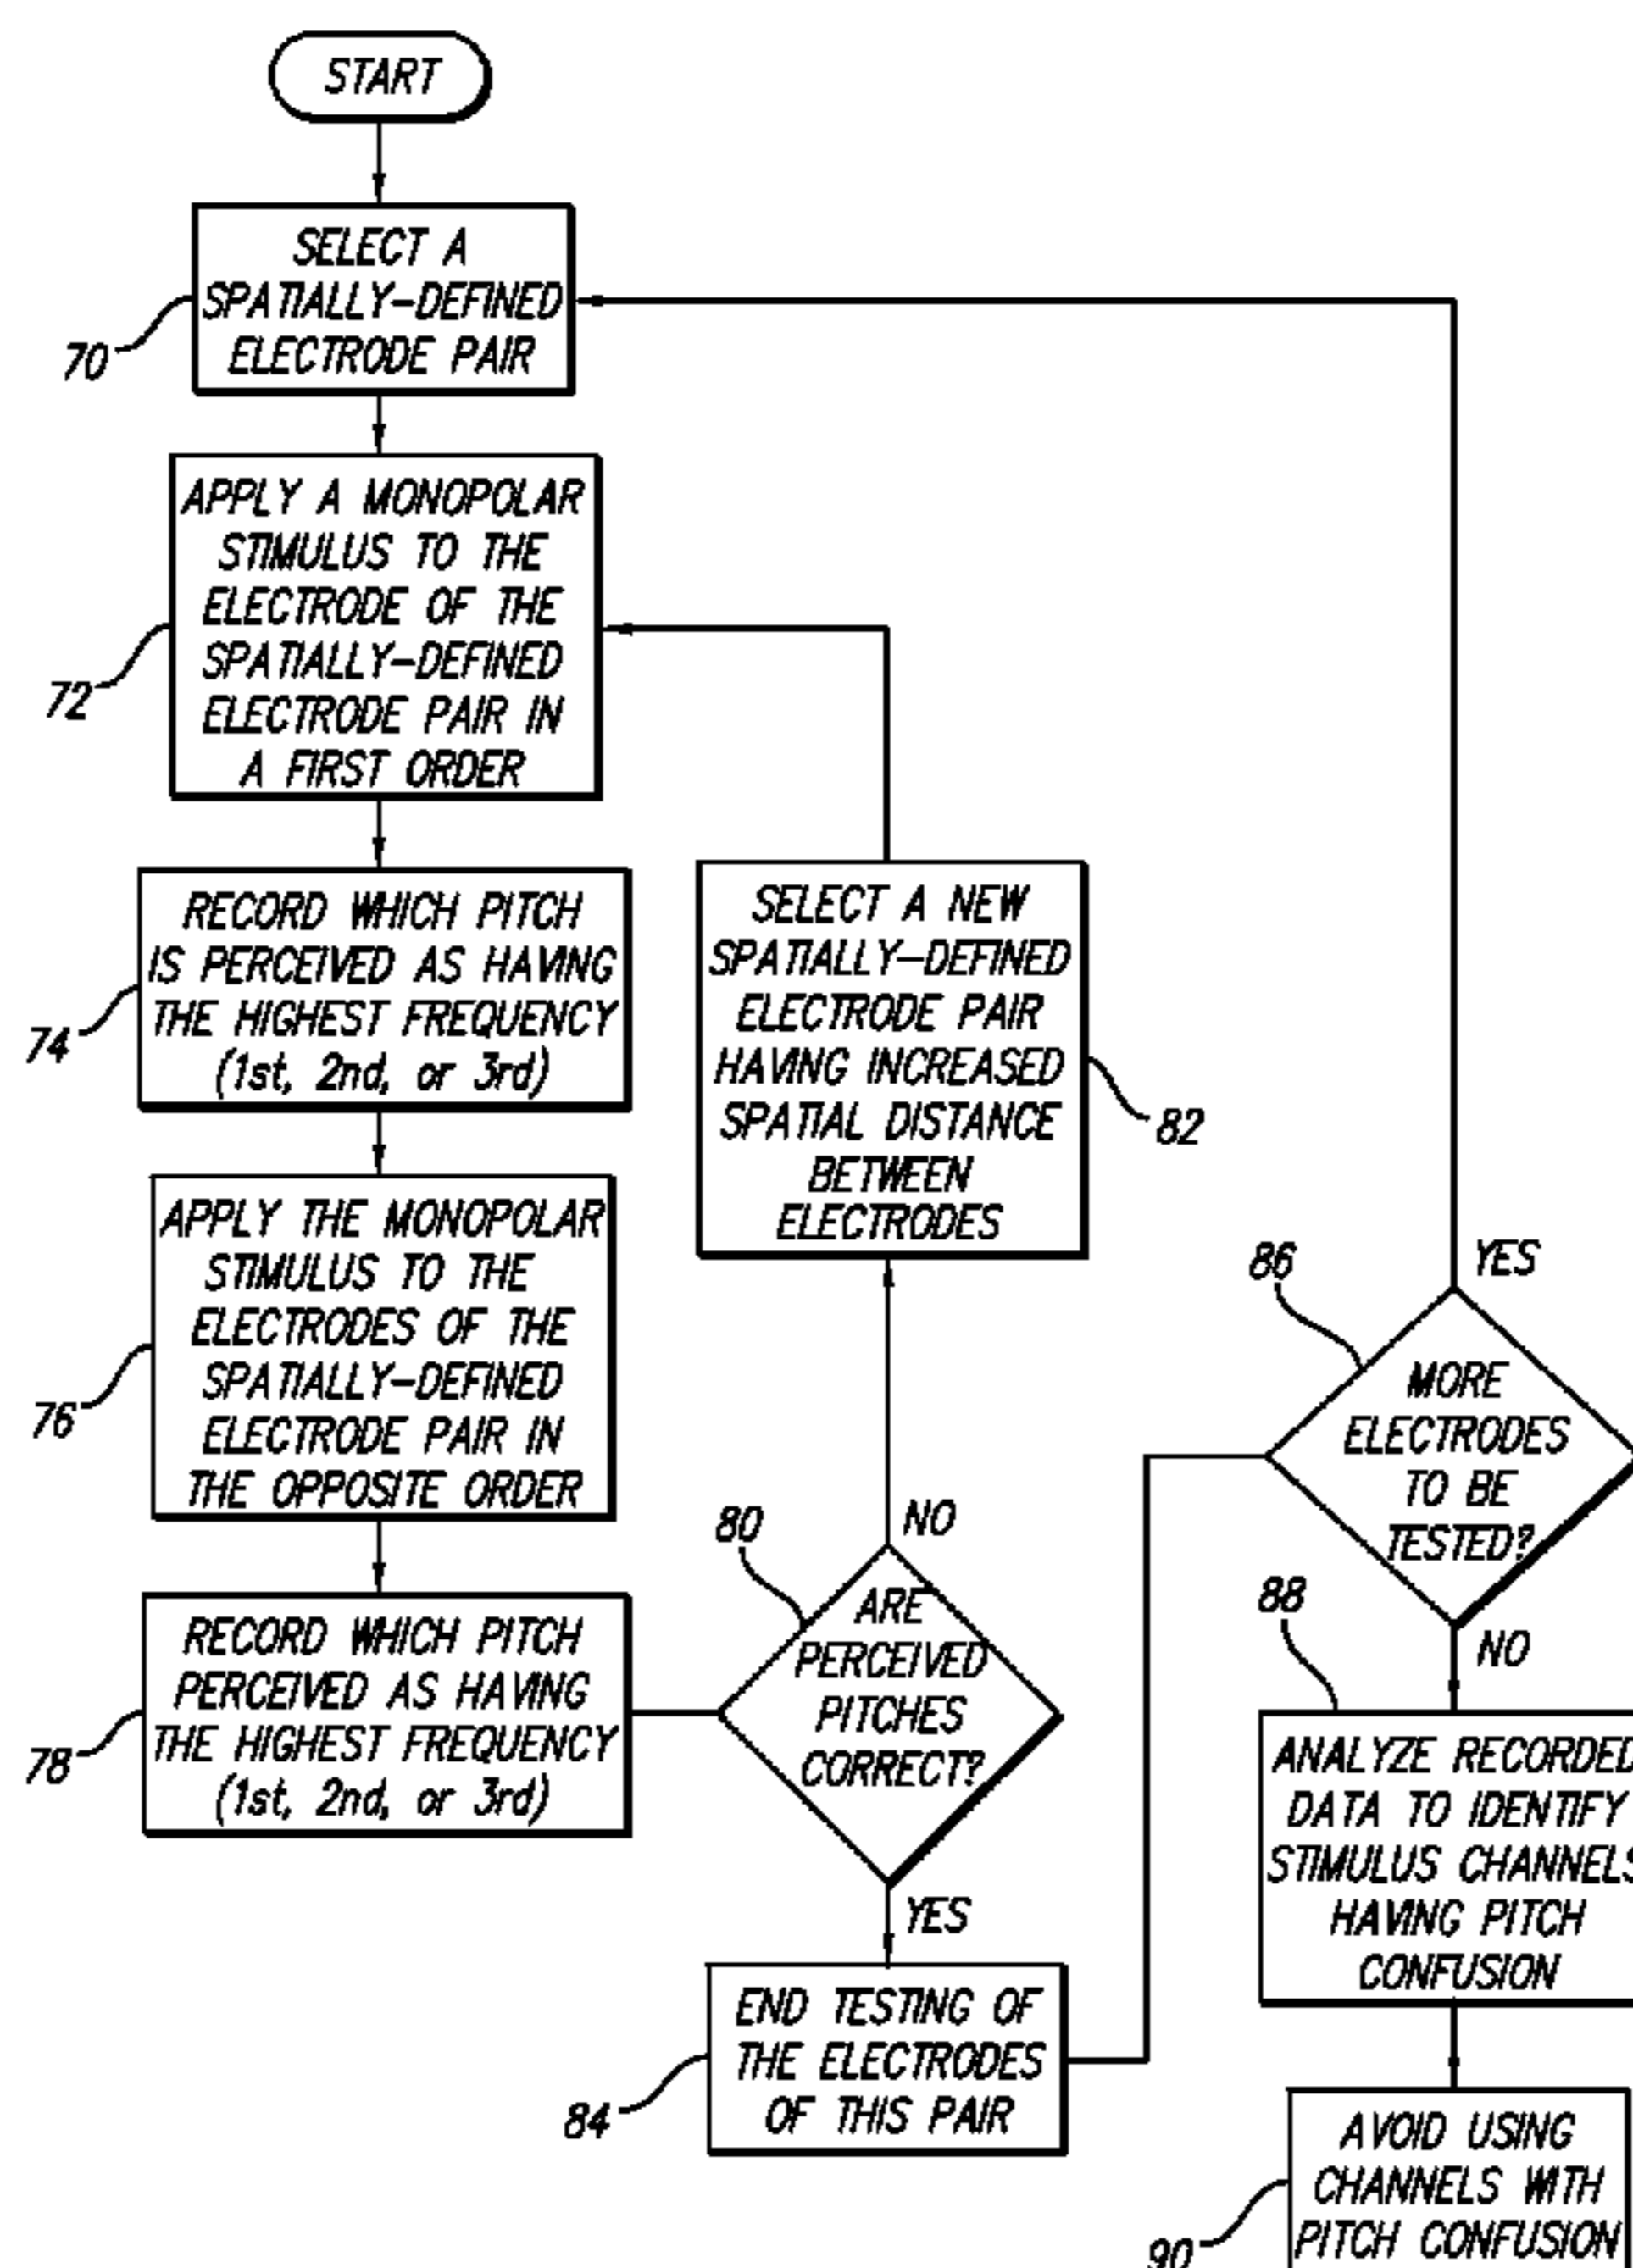 START
SELECT A
SPATIALLY-DEFINED
ELECTRODE PAIR
70
APPLY A MONOPOLAR
STIMULUS TO THE
ELECTRODE OF THE
SPATIALLY-DEFINED
ELECTRODE PAIR IN
A FIRST ORDER
72
RECORD WHICH PITCH
IS PERCEIVED AS HAVING
THE HIGHEST FREQUENCY
(1st, 2nd, or 3rd)
74
APPLY THE MONOPOLAR
STIMULUS TO THE
ELECTRODES OF THE
SPATIALLY-DEFINED
ELECTRODE PAIR IN
THE OPPOSITE ORDER
76
RECORD WHICH PITCH
PERCEIVED AS HAVING
THE HIGHEST FREQUENCY
(1st, 2nd, or 3rd)
78
80
NO
ARE
PERCEIVED
PITCHES
CORRECT?
YES
SELECT A NEW
SPATIALLY-DEFINED
ELECTRODE PAIR
HAVING INCREASED
SPATIAL DISTANCE
BETWEEN
ELECTRODES
82
END TESTING OF
THE ELECTRODES
OF THIS PAIR
84
86
YES
MORE
ELECTRODES
TO BE
TESTED?
NO
88
ANALYZE RECORDED
DATA TO IDENTIFY
STIMULUS CHANNELS
HAVING PITCH
CONFUSION
AVOID USING
CHANNELS WITH
PITCH CONFUSION
90